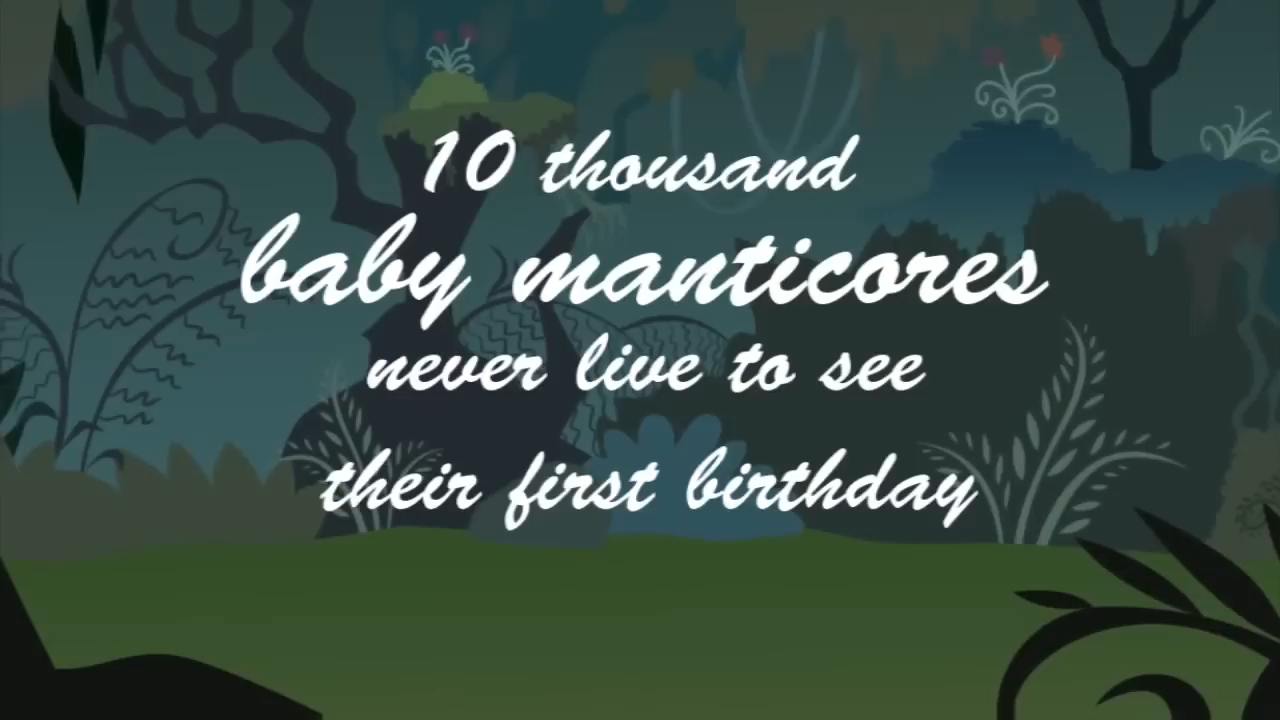 10 thousand
baby manticores
never live to see
their first birthday